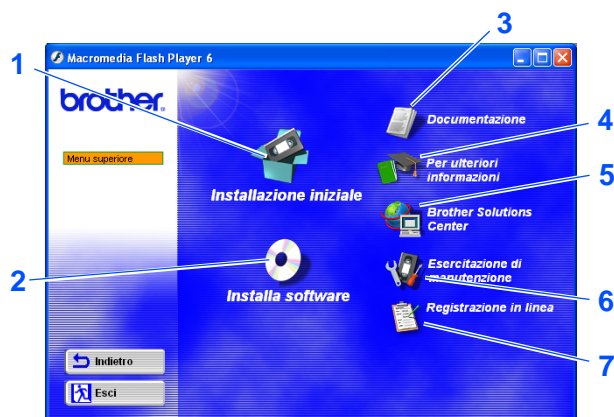 3
1
Macromedia Flash Player 6
brother.
Documentazione
4
Menu superiore
Per ulteriori
informazioni
5
Installazione iniziale
Brother Solutions
Center
2
Esercitazione di
manutenzione
Installa software
6
Registrazione in linea
Indietro
7
Esci